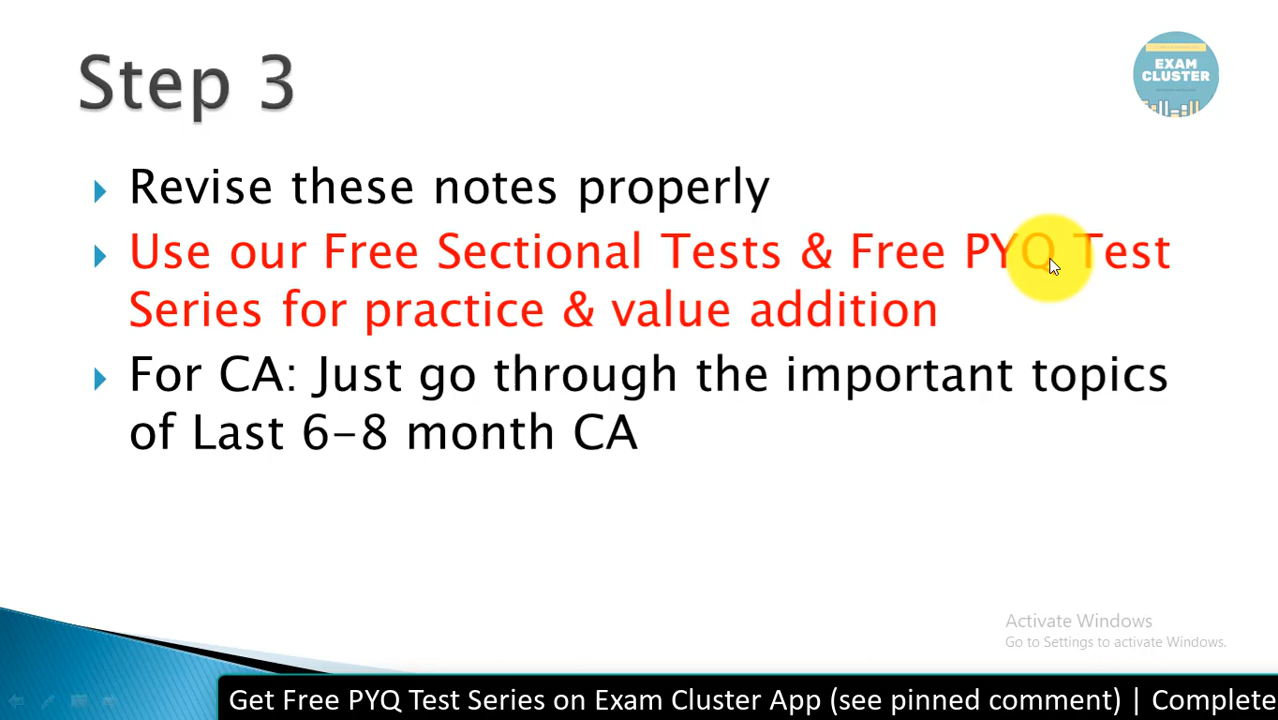 Step 3
EXAM
CLUSTER
Revise these notes properly
Use our Free Sectional Tests & Free PYQ Test
Series for practice & value addition
For CA: Just go through the important topics
of Last 6-8 month CA
Activate Windows
Go to Settings to activate Windows.
Get Free PYQ Test Series on Exam Cluster App (see pinned comment) | Complete